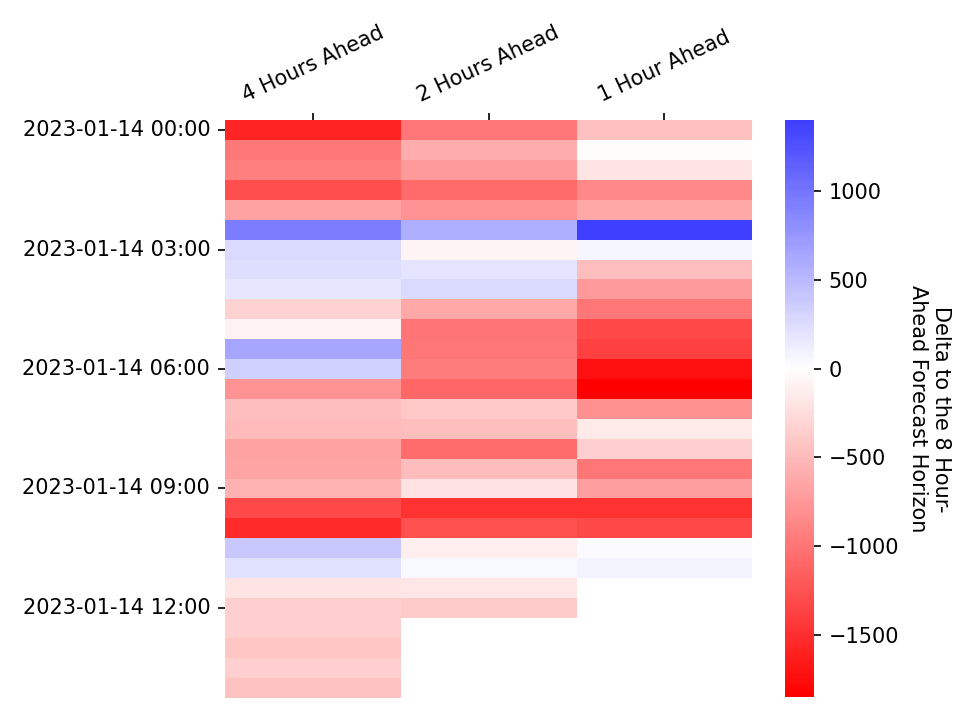 4 Hours Ahead
2 Hours Ahead
1 Hour Ahead
2023-01-14 00:00
2023-01-14 03:00
2023-01-14 06:00
2023-01-14 09:00
2023-01-14 12:00
1000
500
0
−500
−1000
−1500
Delta to the 8 Hour-
Ahead Forecast Horizon